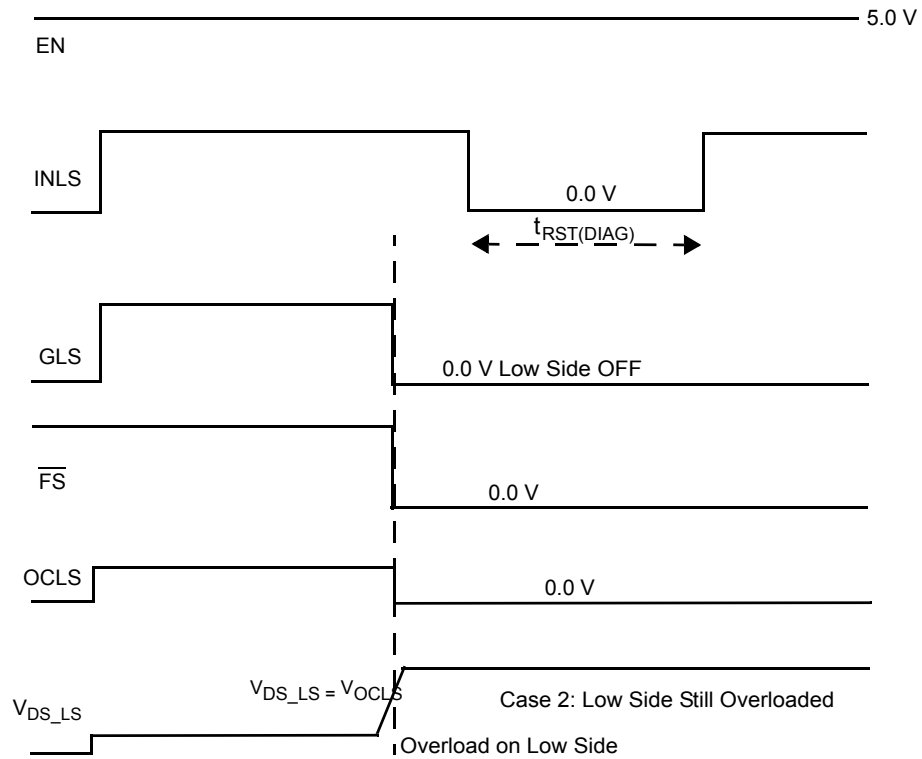 5.0 V
EN
INLS
0.0 V
tRST(DIAG)
GLS
0.0 V Low Side OFF
FS
0.0 V
OCLS
0.0 V
VDS_LS = VOCLS
Case 2: Low Side Still Overloaded
VDS_LS
Overload on Low Side